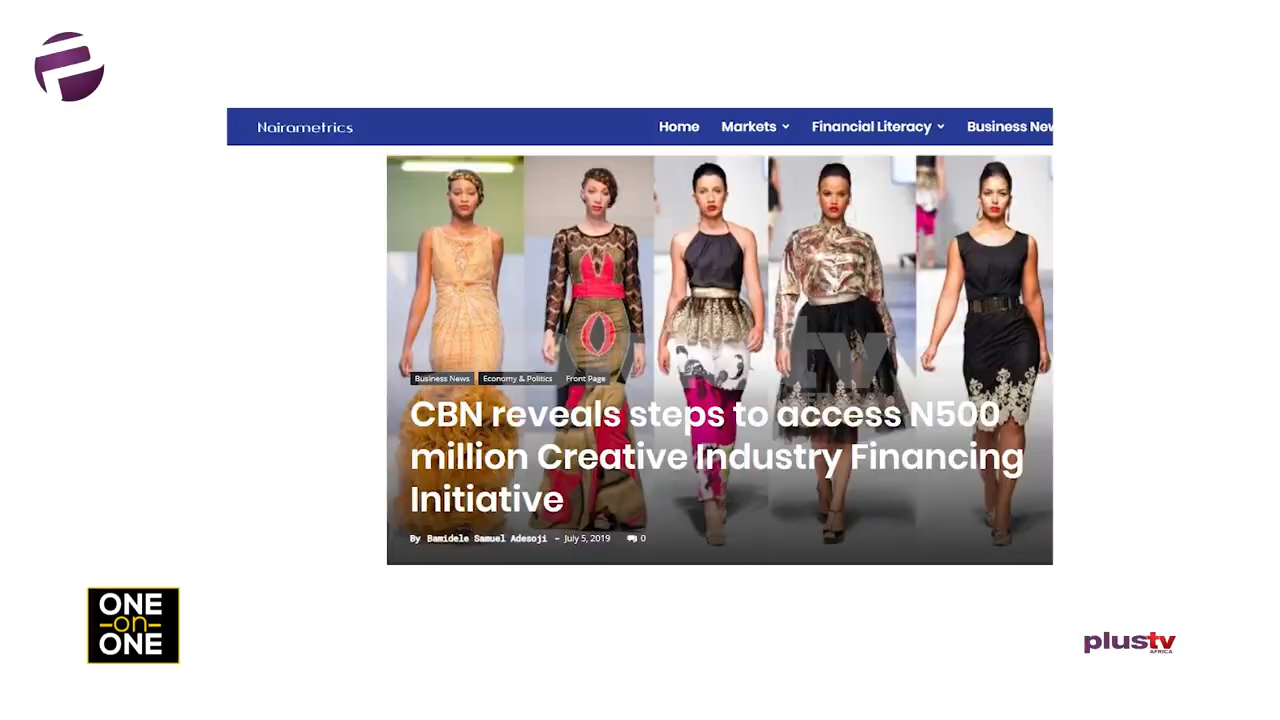 Nairametrics
Home Markets Financial Literacy Business New
Business News Economy & Politics Front Page
CBN reveals steps to access N500
million Creative Industry Financing
Initiative
By Bamidele Samuel Adesoji - July 5, 2019 0
ONE
-on-
ONE
plustv
AFRICA